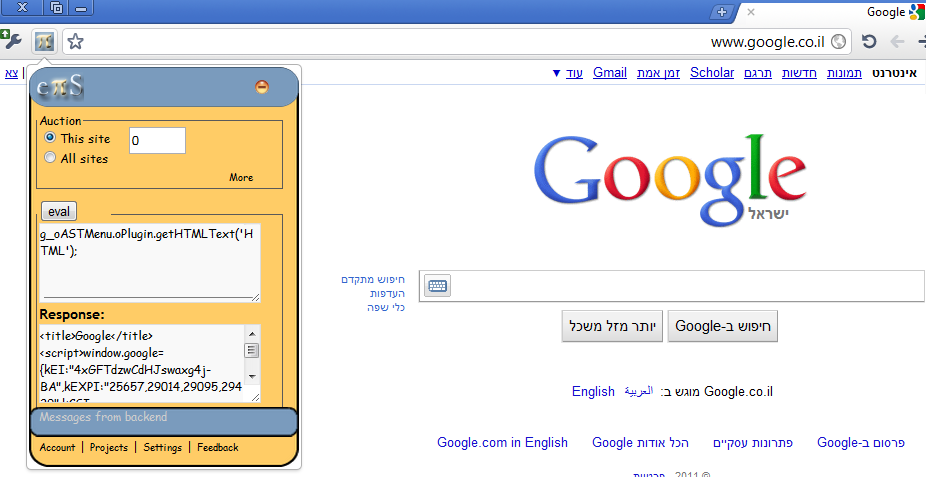 Google
www.google.co.il
אינטרנט תמונות חדשות תרגם Scholar זמן אמת Gmail עוד ▼
| צא
eπS
Auction
This site 0
All sites
More
eval
g_oASTMenu.oPlugin.getHTMLText('H
TML');
Response:
<title>Google</title>
<script>window.google=
{kEI:"4xGFTdzwCdHJswaxg4j-
BA",kEXPI:"25657,29014,29095,294
Messages from backend
Account | Projects | Settings | Feedback
Google
ישראל
חיפוש מתקדם
העדפות
כלי שפה
חיפוש ב-Google יותר מזל משכל
Google.co.il מוגש ב: العربية English
פרסום ב-Google פתרונות עסקיים הכל אודות Google Google.com in English
© 2011 - פרטיות